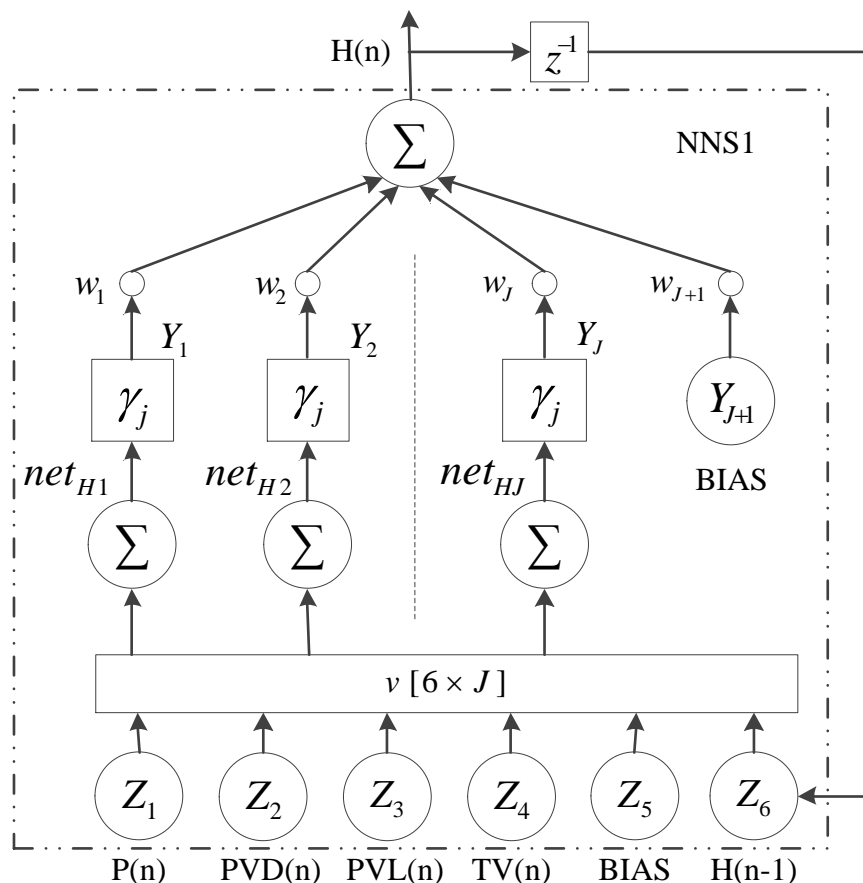 H(n) z⁻¹
∑ NNS1
w₁ w₂ w_J w_{J+1}
Y₁ Y₂ Y_J
γ_j γ_j γ_j Y_{J+1}
net_{H1} net_{H2} net_{HJ} BIAS
∑ ∑ ∑
v [6 × J]
Z₁ Z₂ Z₃ Z₄ Z₅ Z₆
P(n) PVD(n) PVL(n) TV(n) BIAS H(n-1)